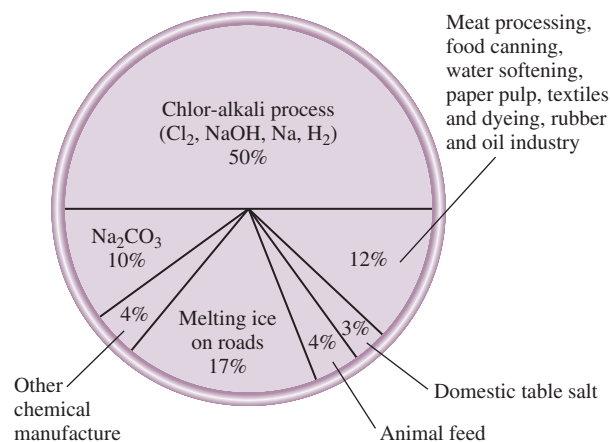 Meat processing,
food canning,
water softening,
paper pulp, textiles
and dyeing, rubber
and oil industry
Chlor-alkali process
(Cl₂, NaOH, Na, H₂)
50%
Na₂CO₃
10%
12%
4%
Melting ice
on roads
17%
4%
3%
Other
chemical
manufacture
Domestic table salt
Animal feed